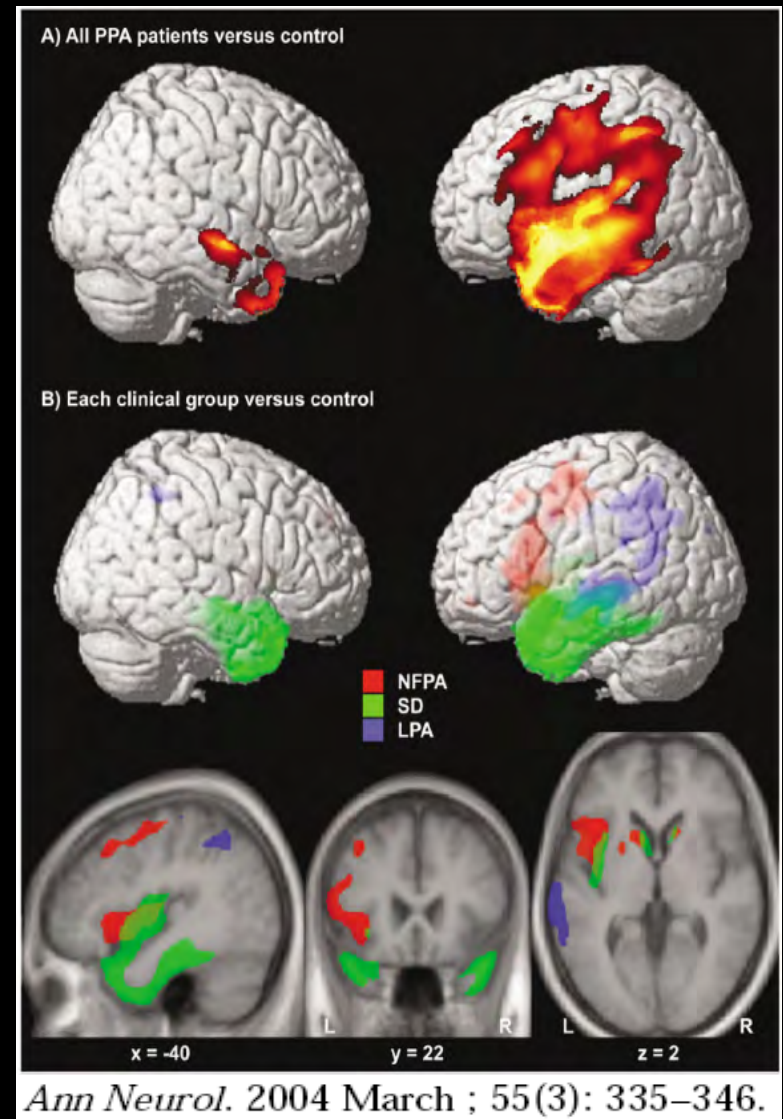 A) All PPA patients versus control
B) Each clinical group versus control
NFPA
SD
LPA
L R L R
x = -40 y = 22 z = 2
Ann Neurol. 2004 March ; 55(3): 335–346.